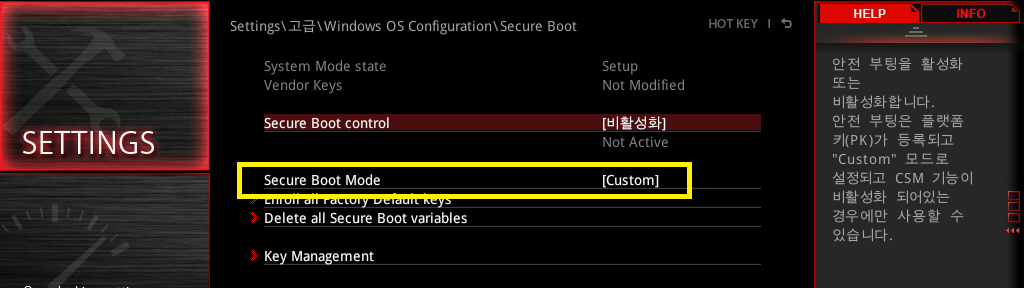 Settings\고급\Windows OS Configuration\Secure Boot
HOT KEY
HELP
INFO
SETTINGS
System Mode state Setup
Vendor Keys Not Modified
Secure Boot control [비활성화]
Not Active
Secure Boot Mode [Custom]
Enroll all Factory Default keys
Delete all Secure Boot variables
Key Management
안전 부팅을 활성화
또는
비활성화합니다.
안전 부팅은 플랫폼
키(PK)가 등록되고
"Custom" 모드로
설정되고 CSM 기능이
비활성화 되어있는
경우에만 사용할 수
있습니다.